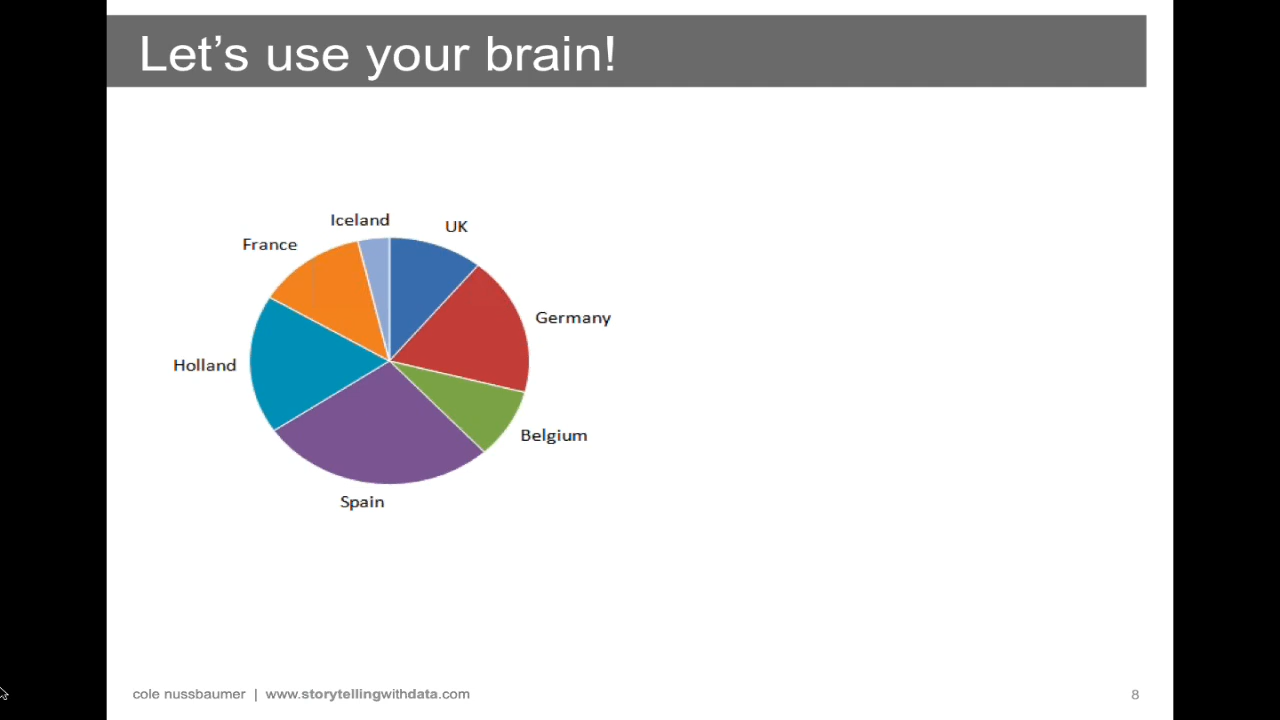 Let's use your brain!
Iceland
UK
France
Germany
Holland
Belgium
Spain
cole nussbaumer | www.storytellingwithdata.com
8